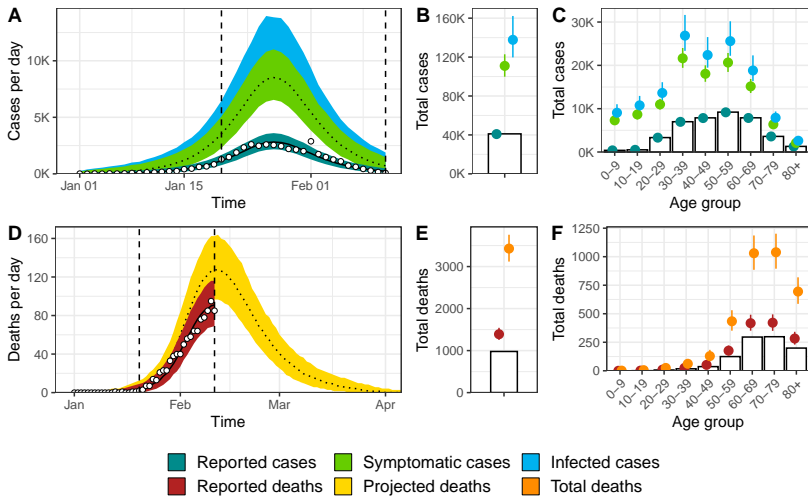 A
Cases per day
10K
5K
0K
Jan 01
Jan 15
Feb 01
Time
B
Total cases
160K
120K
80K
40K
0K
C
Total cases
30K
20K
10K
0K
0−9
10−19
20−29
30−39
40−49
50−59
60−69
70−79
80+
Age group
D
Deaths per day
160
120
80
40
0
Jan
Feb
Mar
Apr
Time
E
Total deaths
3000
2000
1000
0
F
Total deaths
1250
1000
750
500
250
0
0−9
10−19
20−29
30−39
40−49
50−59
60−69
70−79
80+
Age group
Reported cases
Symptomatic cases
Infected cases
Reported deaths
Projected deaths
Total deaths